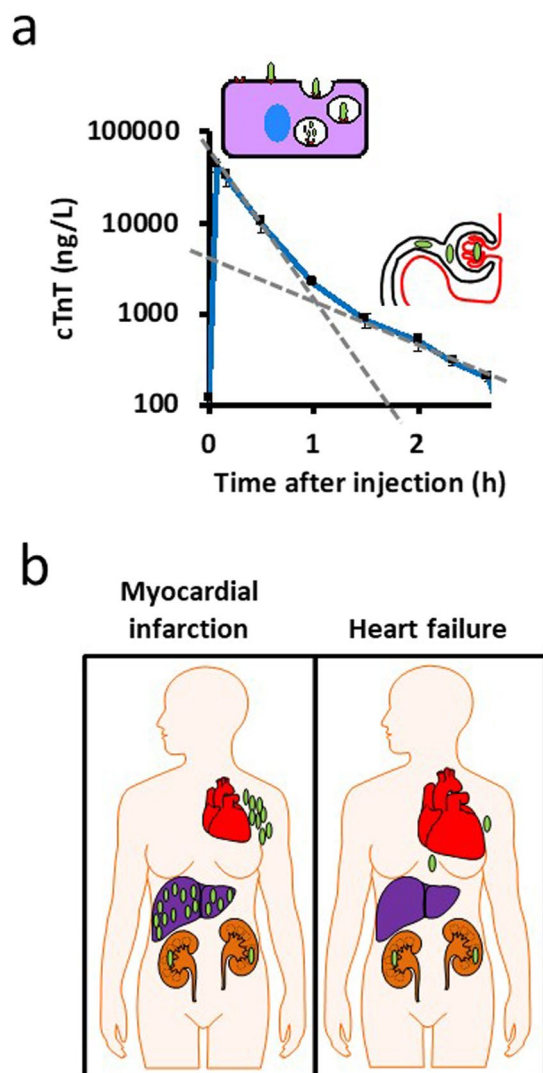 a
cTnT (ng/L)
100000
10000
1000
100
0
1
2
Time after injection (h)
b
Myocardial
infarction
Heart failure